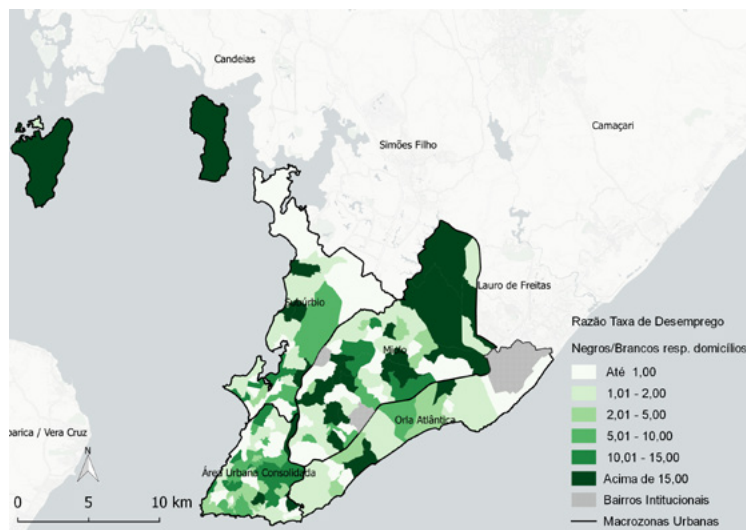 Candeias
Camaçari
Simões Filho
Lauro de Freitas
Subúrbio
Miolo
Orla Atlântica
parica / Vera Cruz
Área Urbana Consolidada
N
0 5 10 km
Razão Taxa de Desemprego
Negros/Brancos resp. domicílios
Até 1,00
1,01 - 2,00
2,01 - 5,00
5,01 - 10,00
10,01 - 15,00
Acima de 15,00
Bairros Intitucionais
Macrozonas Urbanas